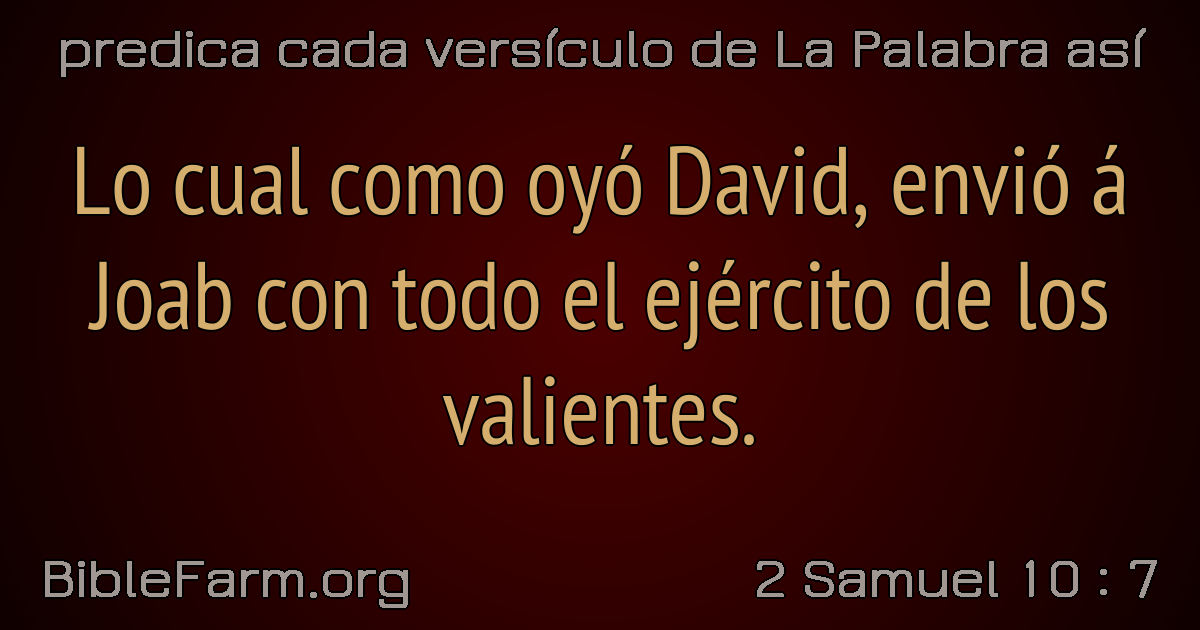 predica cada versículo de La Palabra así
Lo cual como oyó David, envió á
Joab con todo el ejército de los
valientes.
BibleFarm.org
2 Samuel 10 : 7